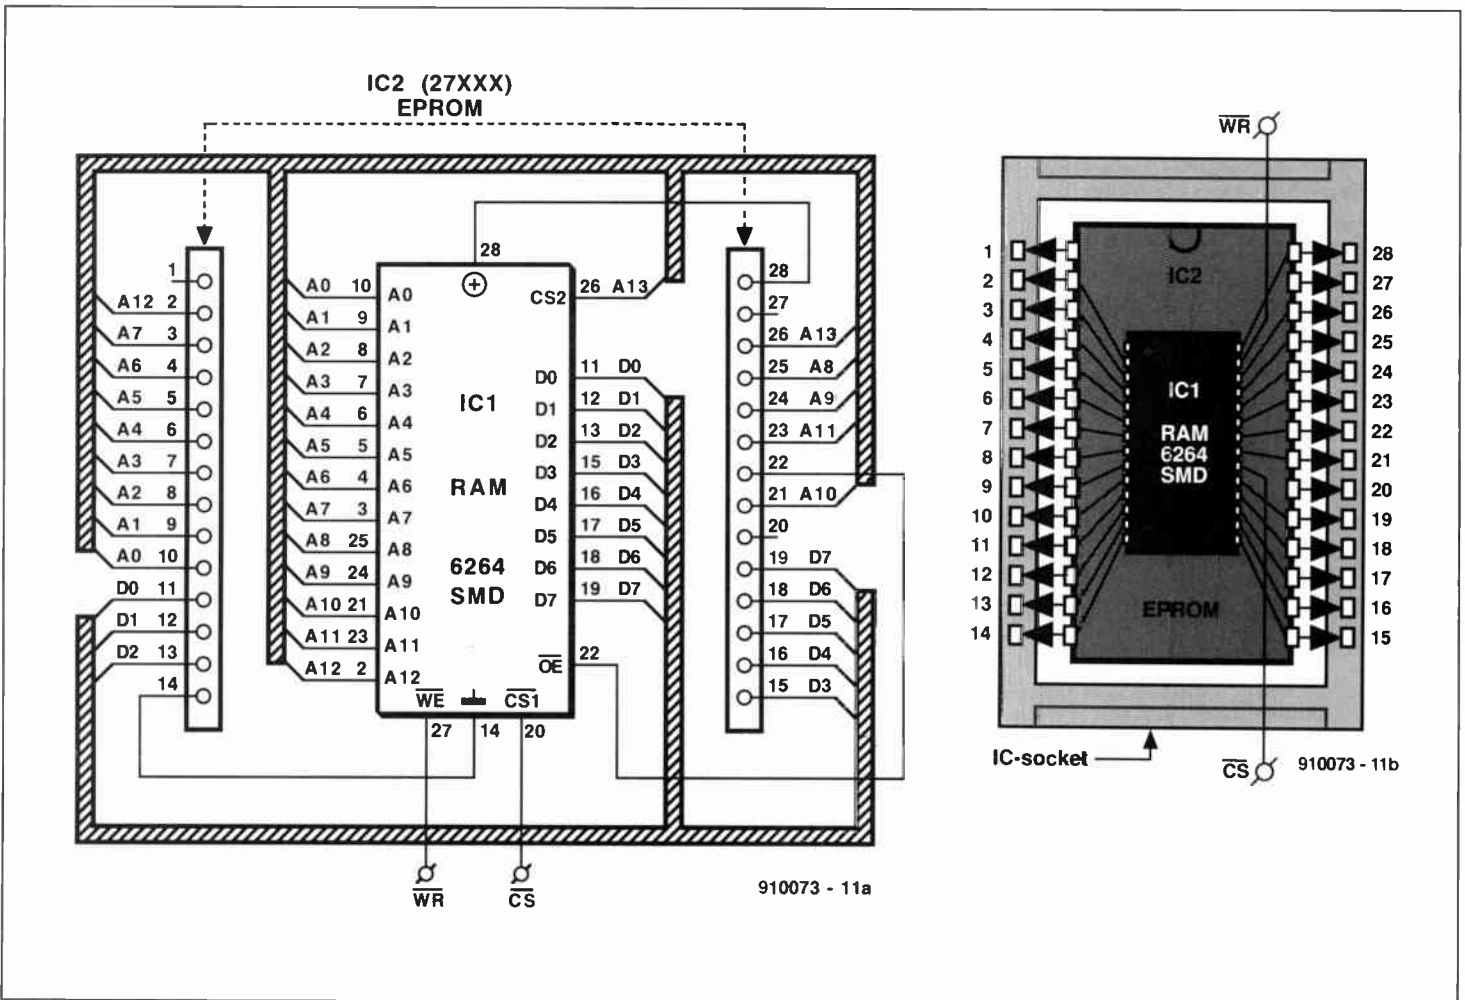 IC2 (27XXX)
EPROM
1
A12 2
A7 3
A6 4
A5 5
A4 6
A3 7
A2 8
A1 9
A0 10
D0 11
D1 12
D2 13
14
28
A0 10 A0
A1 9 A1
A2 8 A2
A3 7 A3
A4 6 A4
A5 5 A5
A6 4 A6
A7 3 A7
A8 25 A8
A9 24 A9
A10 21 A10
A11 23 A11
A12 2 A12
IC1
RAM
6264
SMD
CS2 26 A13
D0 11 D0
D1 12 D1
D2 13 D2
D3 15 D3
D4 16 D4
D5 17 D5
D6 18 D6
D7 19 D7
O̅E̅ 22
W̅E̅ C̅S̅1̅
27 14 20
28
27
26 A13
25 A8
24 A9
23 A11
22
21 A10
20
19 D7
18 D6
17 D5
16 D4
15 D3
W̅R̅ C̅S̅
910073 - 11a
W̅R̅
1
2
3
4
5
6
7
8
9
10
11
12
13
14
IC2
IC1
RAM
6264
SMD
EPROM
28
27
26
25
24
23
22
21
20
19
18
17
16
15
IC-socket
C̅S̅
910073 - 11b